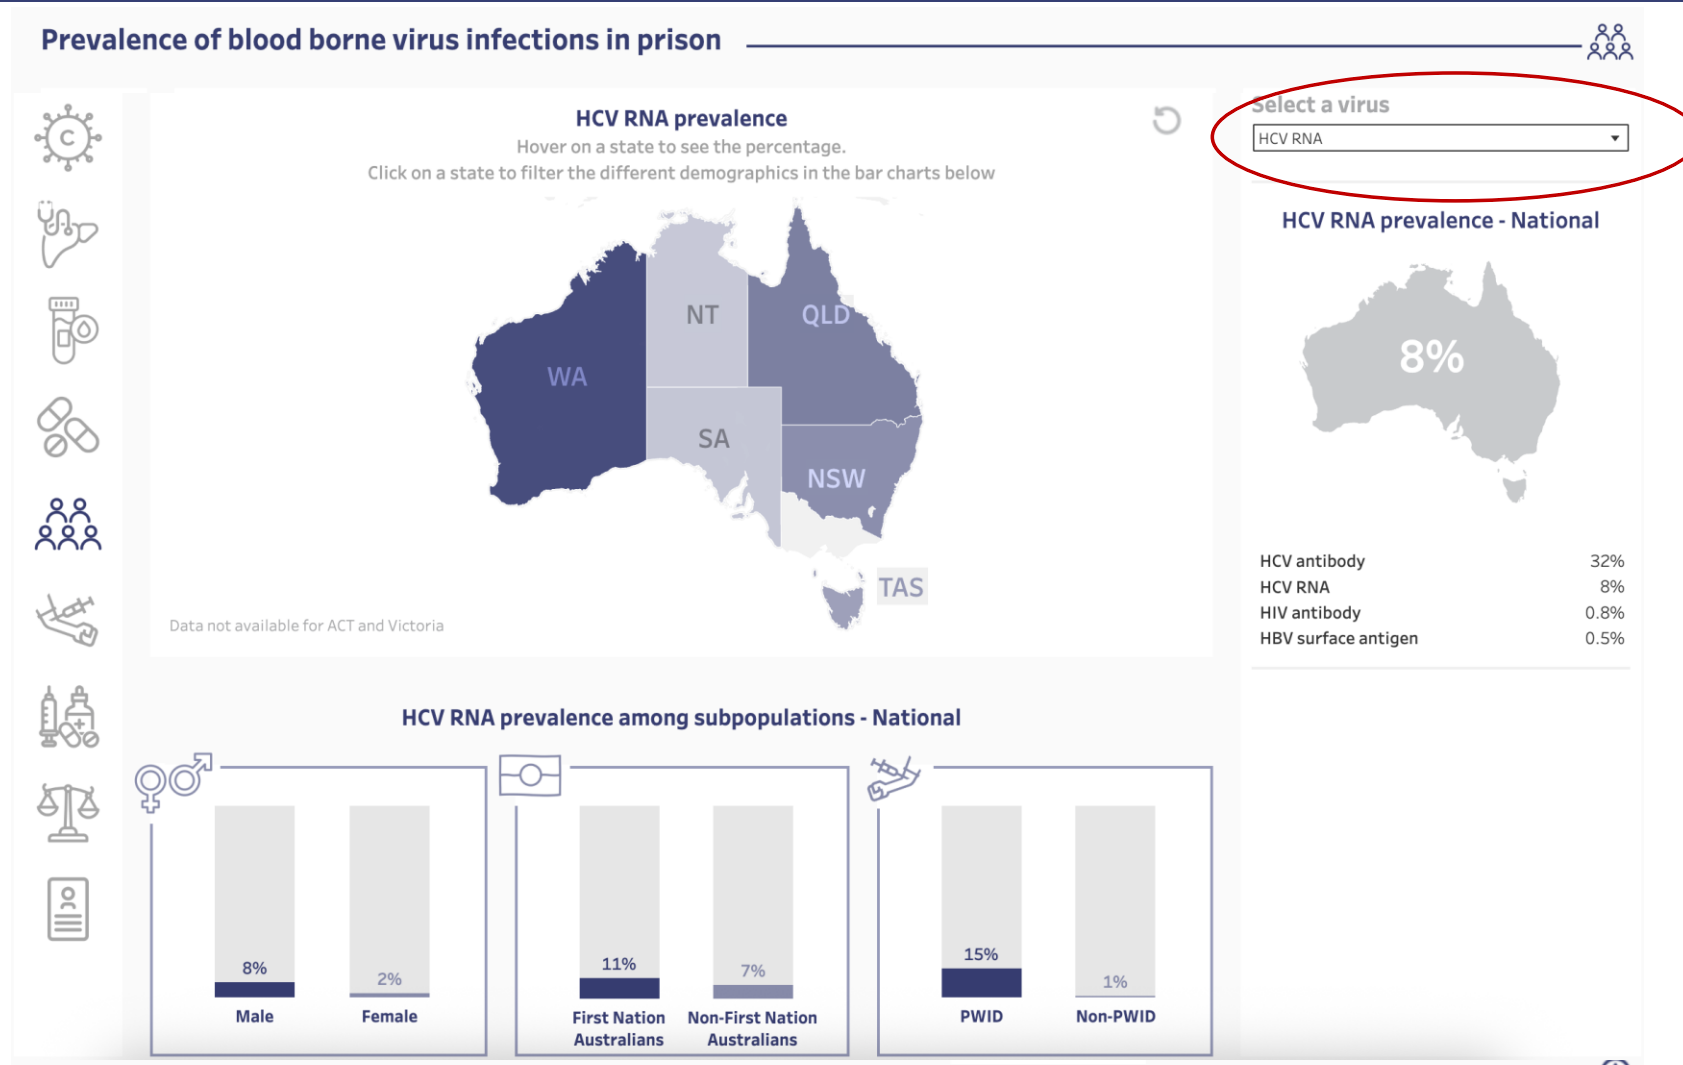 Prevalence of blood borne virus infections in prison
C
HCV RNA prevalence
Hover on a state to see the percentage.
Click on a state to filter the different demographics in the bar charts below
WA
NT
QLD
SA
NSW
TAS
Data not available for ACT and Victoria
Select a virus
HCV RNA
HCV RNA prevalence - National
8%
HCV antibody 32%
HCV RNA 8%
HIV antibody 0.8%
HBV surface antigen 0.5%
HCV RNA prevalence among subpopulations - National
8%
2%
Male
Female
11%
7%
First Nation
Australians
Non-First Nation
Australians
15%
1%
PWID
Non-PWID